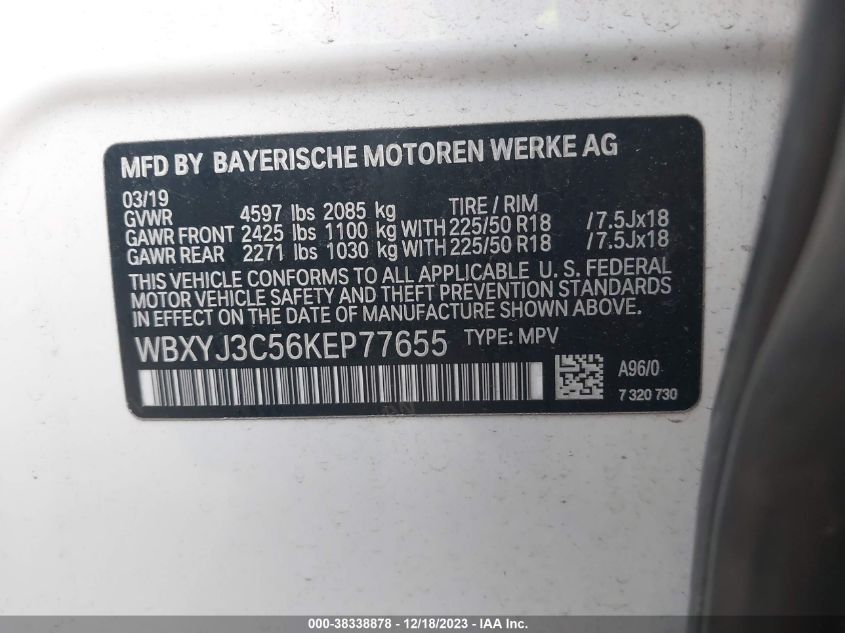 MFD BY BAYERISCHE MOTOREN WERKE AG
03/19
GVWR 4597 lbs 2085 kg TIRE / RIM
GAWR FRONT 2425 lbs 1100 kg WITH 225/50 R18 /7.5Jx18
GAWR REAR 2271 lbs 1030 kg WITH 225/50 R18 /7.5Jx18
THIS VEHICLE CONFORMS TO ALL APPLICABLE U. S. FEDERAL
MOTOR VEHICLE SAFETY AND THEFT PREVENTION STANDARDS
IN EFFECT ON THE DATE OF MANUFACTURE SHOWN ABOVE.
WBXYJ3C56KEP77655 TYPE: MPV
A96/0
7 320 730
000-38338878 - 12/18/2023 - IAA Inc.